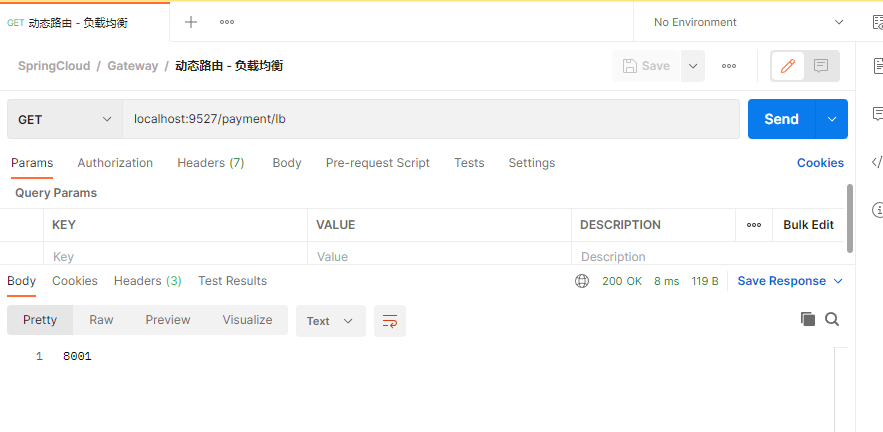 GET 动态路由 - 负载均衡
No Environment
SpringCloud / Gateway / 动态路由 - 负载均衡
Save
GET localhost:9527/payment/lb Send
Params Authorization Headers (7) Body Pre-request Script Tests Settings Cookies
Query Params
KEY VALUE DESCRIPTION Bulk Edit
Key Value Description
Body Cookies Headers (3) Test Results 200 OK 8 ms 119 B Save Response
Pretty Raw Preview Visualize Text
1 8001